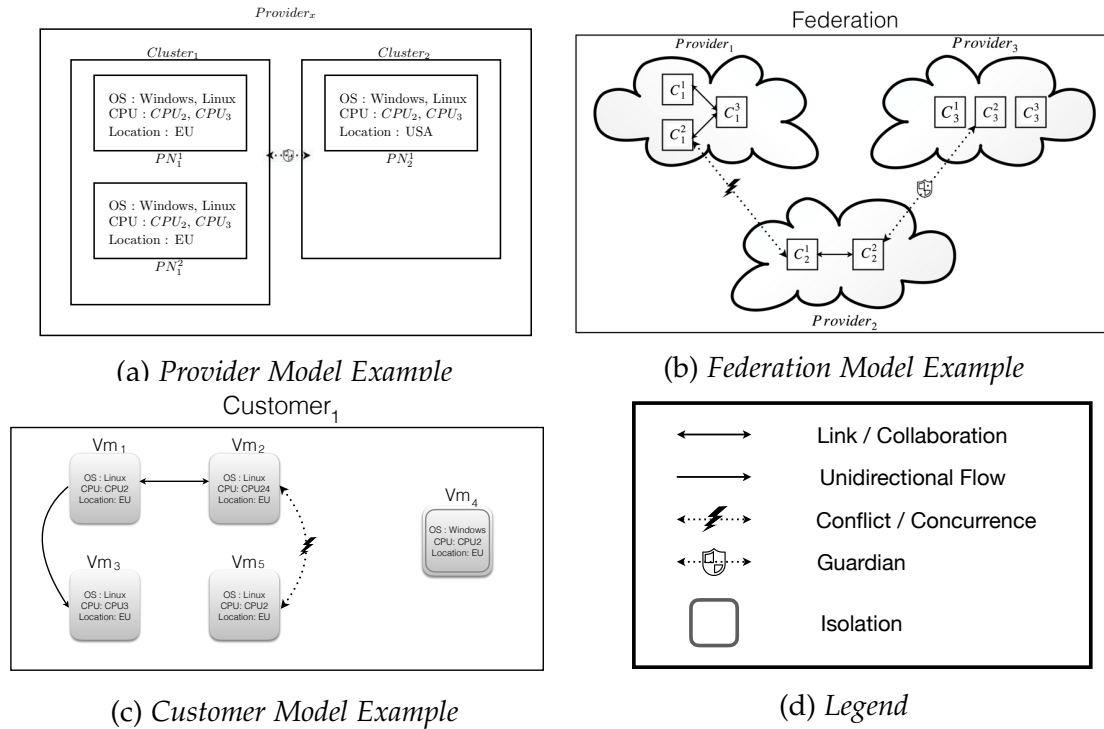 Provider_x
Cluster_1
OS : Windows, Linux
CPU : CPU_2, CPU_3
Location : EU
PN_1^1
OS : Windows, Linux
CPU : CPU_2, CPU_3
Location : EU
PN_1^2
Cluster_2
OS : Windows, Linux
CPU : CPU_2, CPU_3
Location : USA
PN_2^1
(a) Provider Model Example
Federation
Provider_1
C_1^1
C_1^3
C_1^2
Provider_3
C_3^1
C_3^2
C_3^3
C_2^1
C_2^2
Provider_2
(b) Federation Model Example
Customer_1
Vm_1
OS : Linux
CPU: CPU2
Location: EU
Vm_2
OS : Linux
CPU: CPU24
Location: EU
Vm_3
OS : Linux
CPU: CPU3
Location: EU
Vm_5
OS : Linux
CPU: CPU2
Location: EU
Vm_4
OS : Windows
CPU: CPU2
Location: EU
(c) Customer Model Example
Link / Collaboration
Unidirectional Flow
Conflict / Concurrence
Guardian
Isolation
(d) Legend